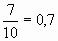 7/10 = 0,7